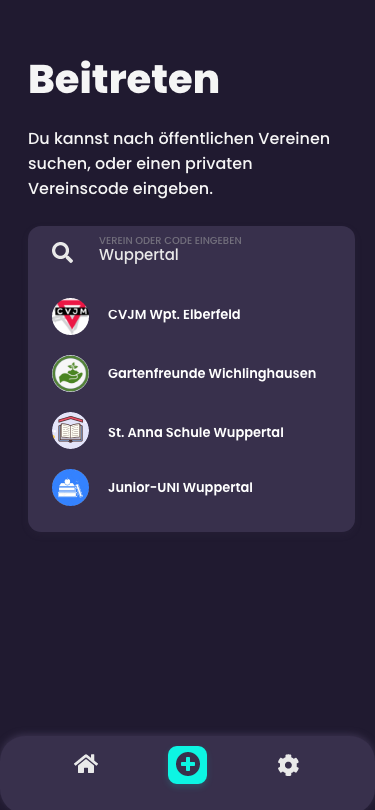 Beitreten
Du kannst nach öffentlichen Vereinen
suchen, oder einen privaten
Vereinscode eingeben.
VEREIN ODER CODE EINGEBEN
Wuppertal
CVJM
CVJM Wpt. Elberfeld
Gartenfreunde Wichlinghausen
St. Anna Schule Wuppertal
Junior-UNI Wuppertal